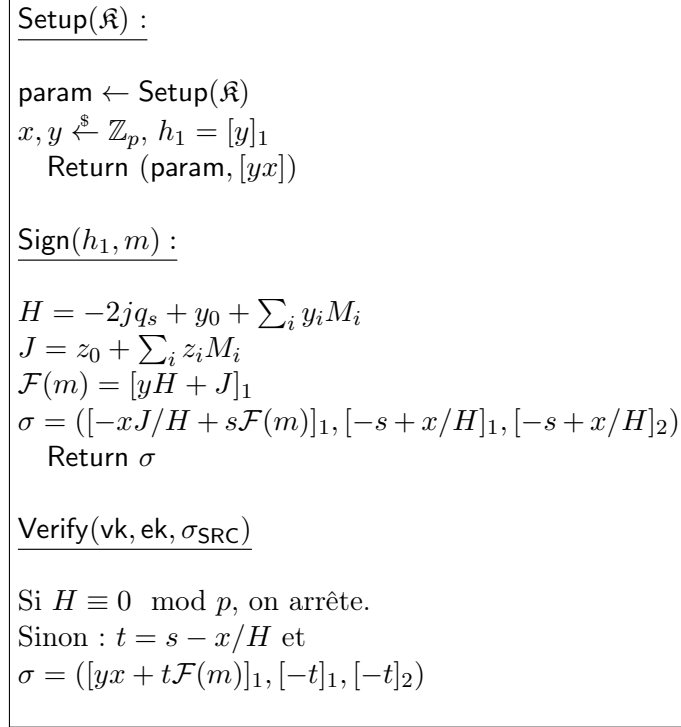 Setup(𝔎) :
param ← Setup(𝔎)
x, y ←$ ℤ_p, h_1 = [y]_1
Return (param, [yx])
Sign(h_1, m) :
H = −2jq_s + y_0 + ∑_i y_i M_i
J = z_0 + ∑_i z_i M_i
ℱ(m) = [yH + J]_1
σ = ([−xJ/H + sℱ(m)]_1, [−s + x/H]_1, [−s + x/H]_2)
Return σ
Verify(vk, ek, σ_SRC)
Si H ≡ 0 mod p, on arrête.
Sinon : t = s − x/H et
σ = ([yx + tℱ(m)]_1, [−t]_1, [−t]_2)